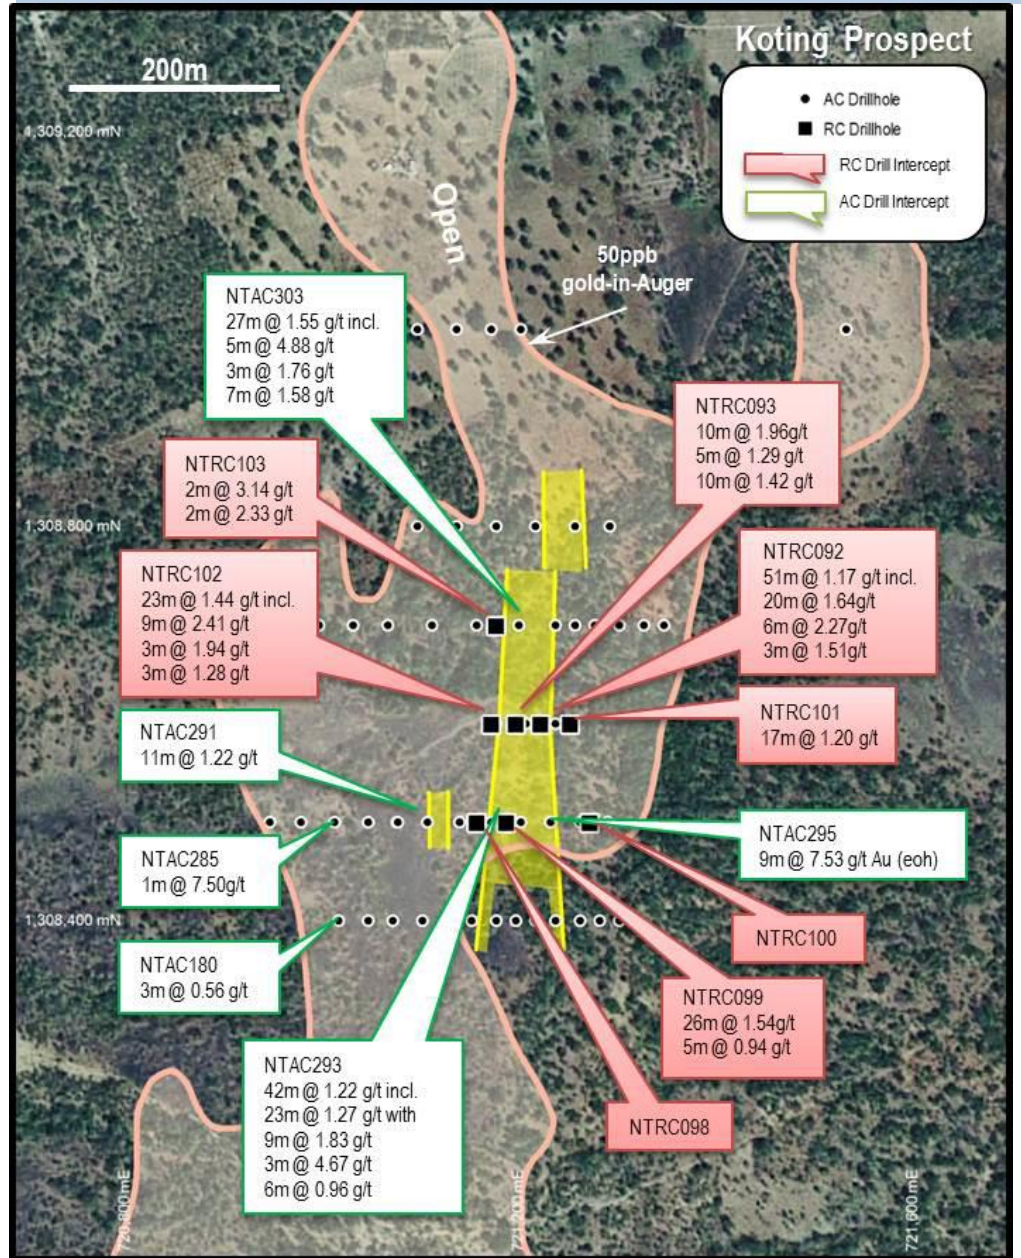 Koting Prospect
200m
AC Drillhole
RC Drillhole
RC Drill Intercept
AC Drill Intercept
1,309,200 mN
Open
50ppb
gold-in-Auger
NTAC303
27m @ 1.55 g/t incl.
5m @ 4.88 g/t
3m @ 1.76 g/t
7m @ 1.58 g/t
NTRC093
10m @ 1.96g/t
5m @ 1.29 g/t
10m @ 1.42 g/t
NTRC103
2m @ 3.14 g/t
2m @ 2.33 g/t
1,308,800 mN
NTRC092
51m @ 1.17 g/t incl.
20m @ 1.64g/t
6m @ 2.27g/t
3m @ 1.51g/t
NTRC102
23m @ 1.44 g/t incl.
9m @ 2.41 g/t
3m @ 1.94 g/t
3m @ 1.28 g/t
NTRC101
17m @ 1.20 g/t
NTAC291
11m @ 1.22 g/t
NTAC295
9m @ 7.53 g/t Au (eoh)
NTAC285
1m @ 7.50g/t
1,308,400 mN
NTRC100
NTAC180
3m @ 0.56 g/t
NTRC099
26m @ 1.54g/t
5m @ 0.94 g/t
NTAC293
42m @ 1.22 g/t incl.
23m @ 1.27 g/t with
9m @ 1.83 g/t
3m @ 4.67 g/t
6m @ 0.96 g/t
NTRC098
721,600 mE